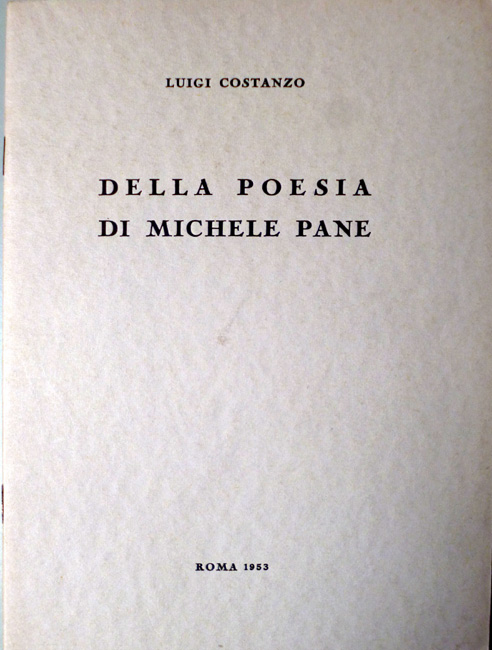 LUIGI COSTANZO
DELLA POESIA
DI MICHELE PANE
ROMA 1953